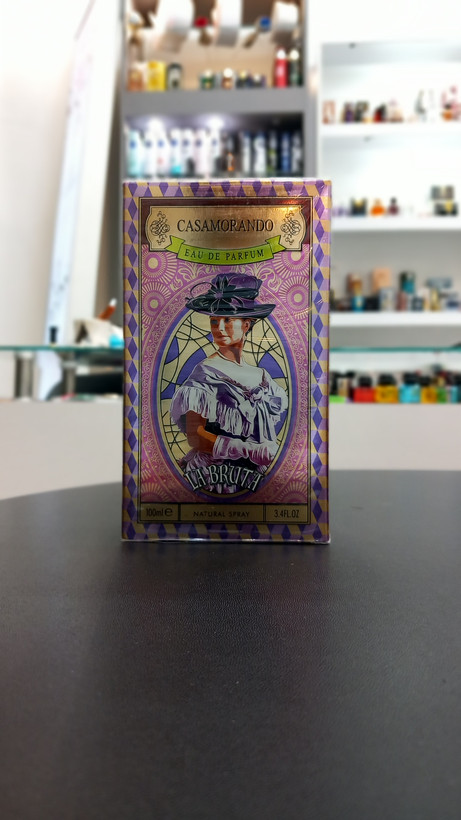 CASAMORANDO
EAU DE PARFUM
LA BRUTA
100ml ℮ NATURAL SPRAY 3.4FL.OZ